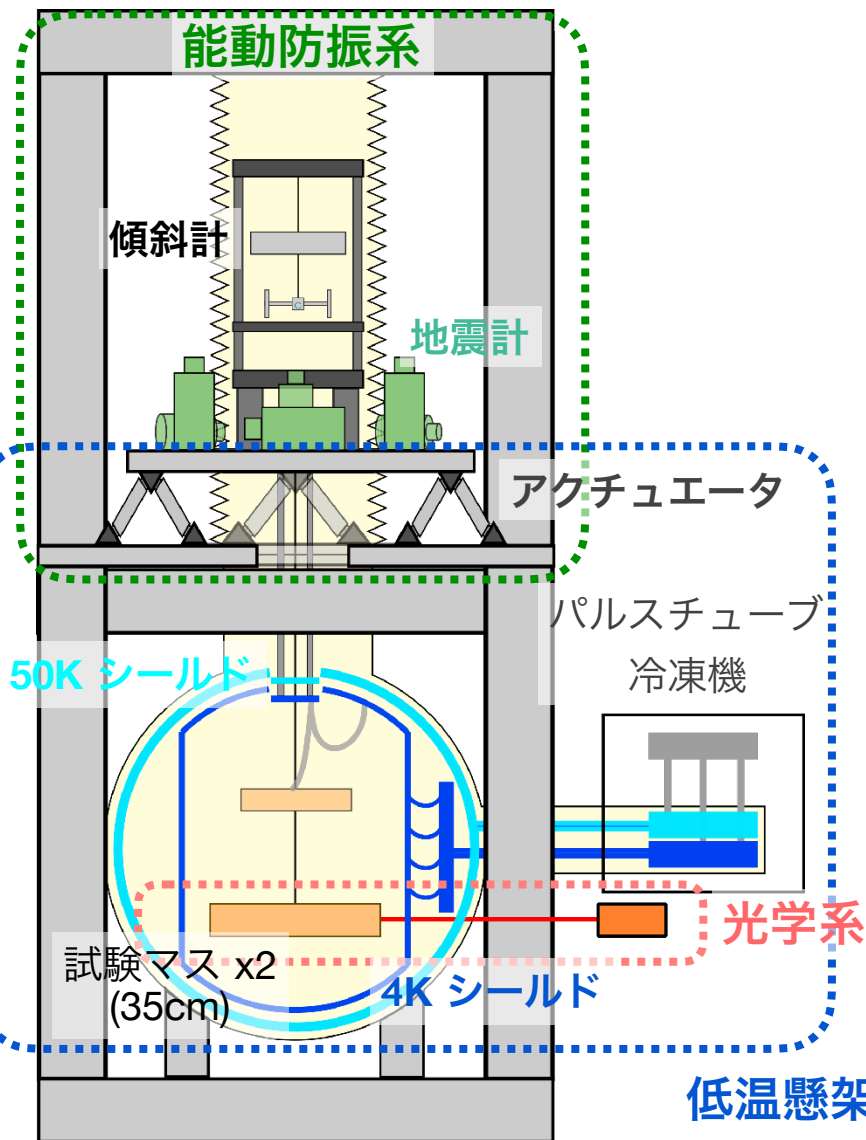 能動防振系
傾斜計
地震計
アクチュエータ
パルスチューブ
冷凍機
50K シールド
光学系
試験マス x2
(35cm)
4K シールド
低温懸架